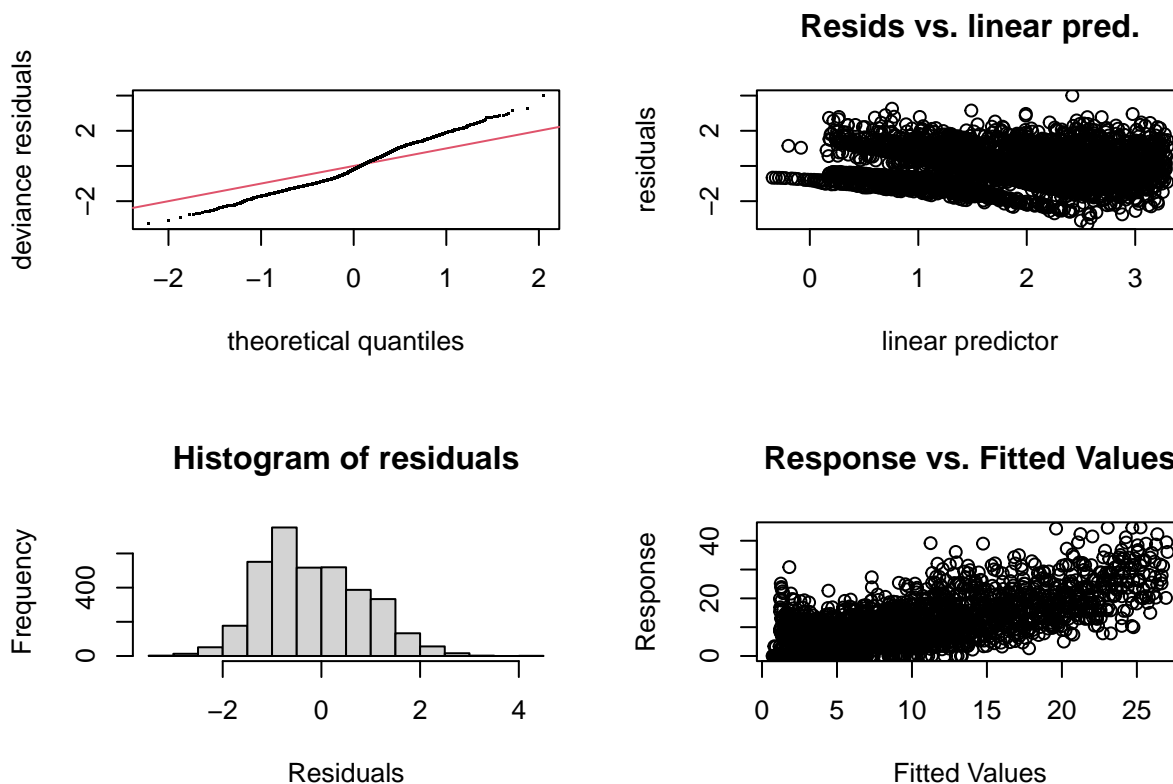 −2 −1 0 1 2
−2 2
theoretical quantiles
deviance residuals
Resids vs. linear pred.
0 1 2 3
−2 2
linear predictor
residuals
Histogram of residuals
−2 0 2 4
0 400
Residuals
Frequency
Response vs. Fitted Values
0 5 10 15 20 25
0 20 40
Fitted Values
Response